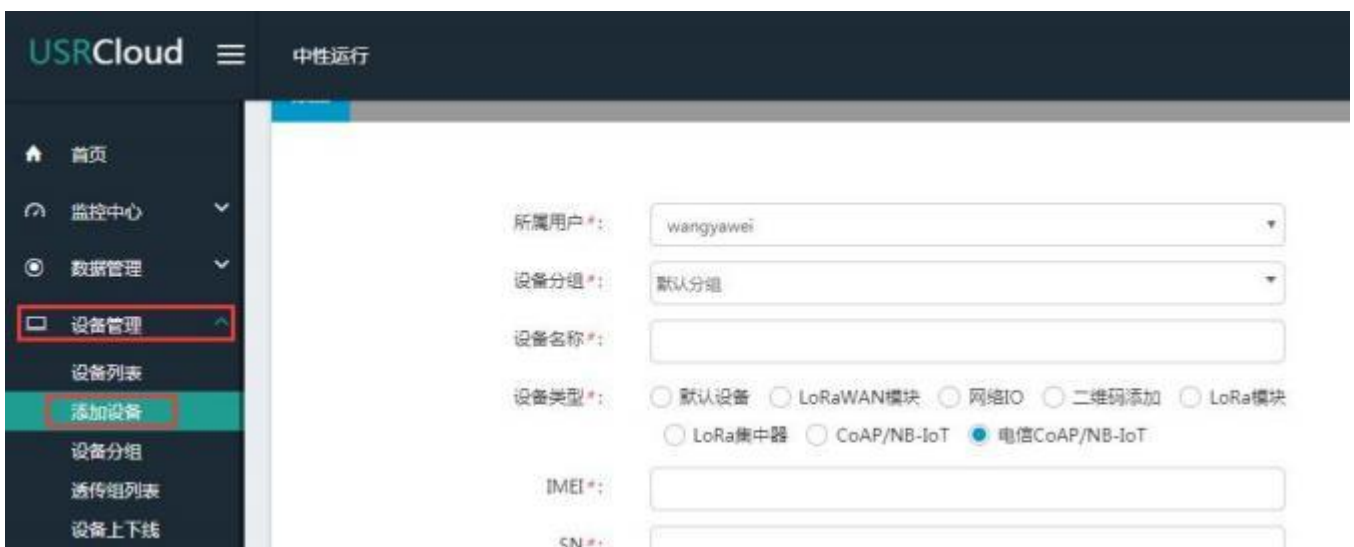 USRCloud 中性运行
首页
监控中心
数据管理
设备管理
设备列表
添加设备
设备分组
透传组列表
设备上下线
所属用户*: wangyawei
设备分组*: 默认分组
设备名称*:
设备类型*: 默认设备 LoRaWAN模块 网络IO 二维码添加 LoRa模块
LoRa集中器 CoAP/NB-IoT 电信CoAP/NB-IoT
IMEI*:
SN*: